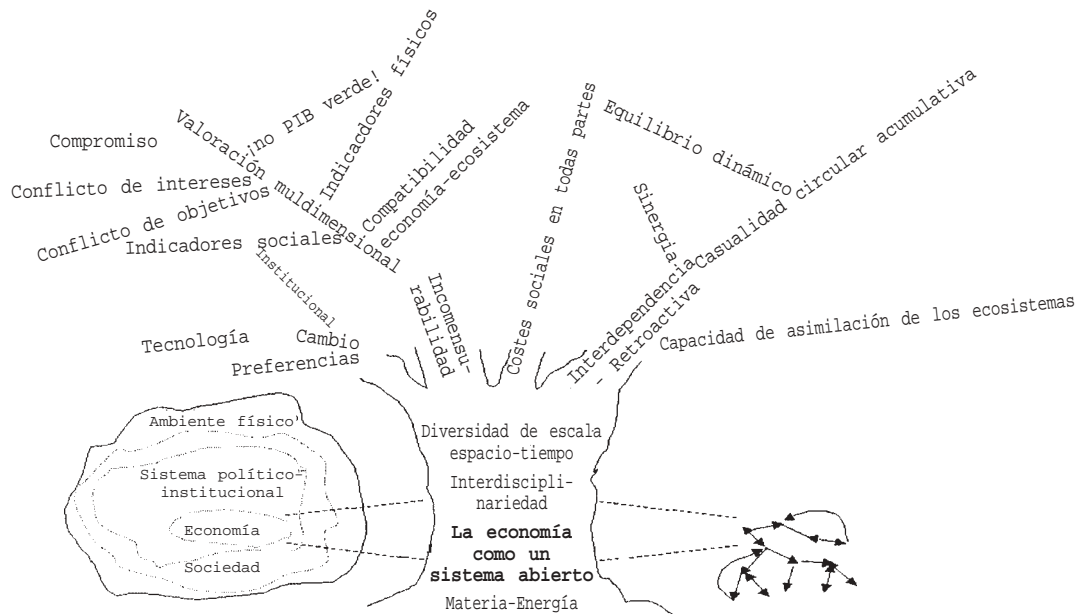 Compromiso
Conflicto de intereses
Conflicto de objetivos
Valoración muldimensional
¡no PIB verde!
Indicacdores físicos
Indicadores sociales
Compatibilidad
economía-ecosistema
Institucional
Tecnología
Cambio
Preferencias
Incomensu-
rabilidad
Costes sociales en todas partes
Equilibrio dinámico
Sinergia
Casualidad circular acumulativa
Interdependencia
- Retroactiva
Capacidad de asimilación de los ecosistemas
Ambiente físico
Sistema político-
institucional
Economía
Sociedad
Diversidad de escala
espacio-tiempo
Interdiscipli-
nariedad
La economía
como un
sistema abierto
Materia-Energía